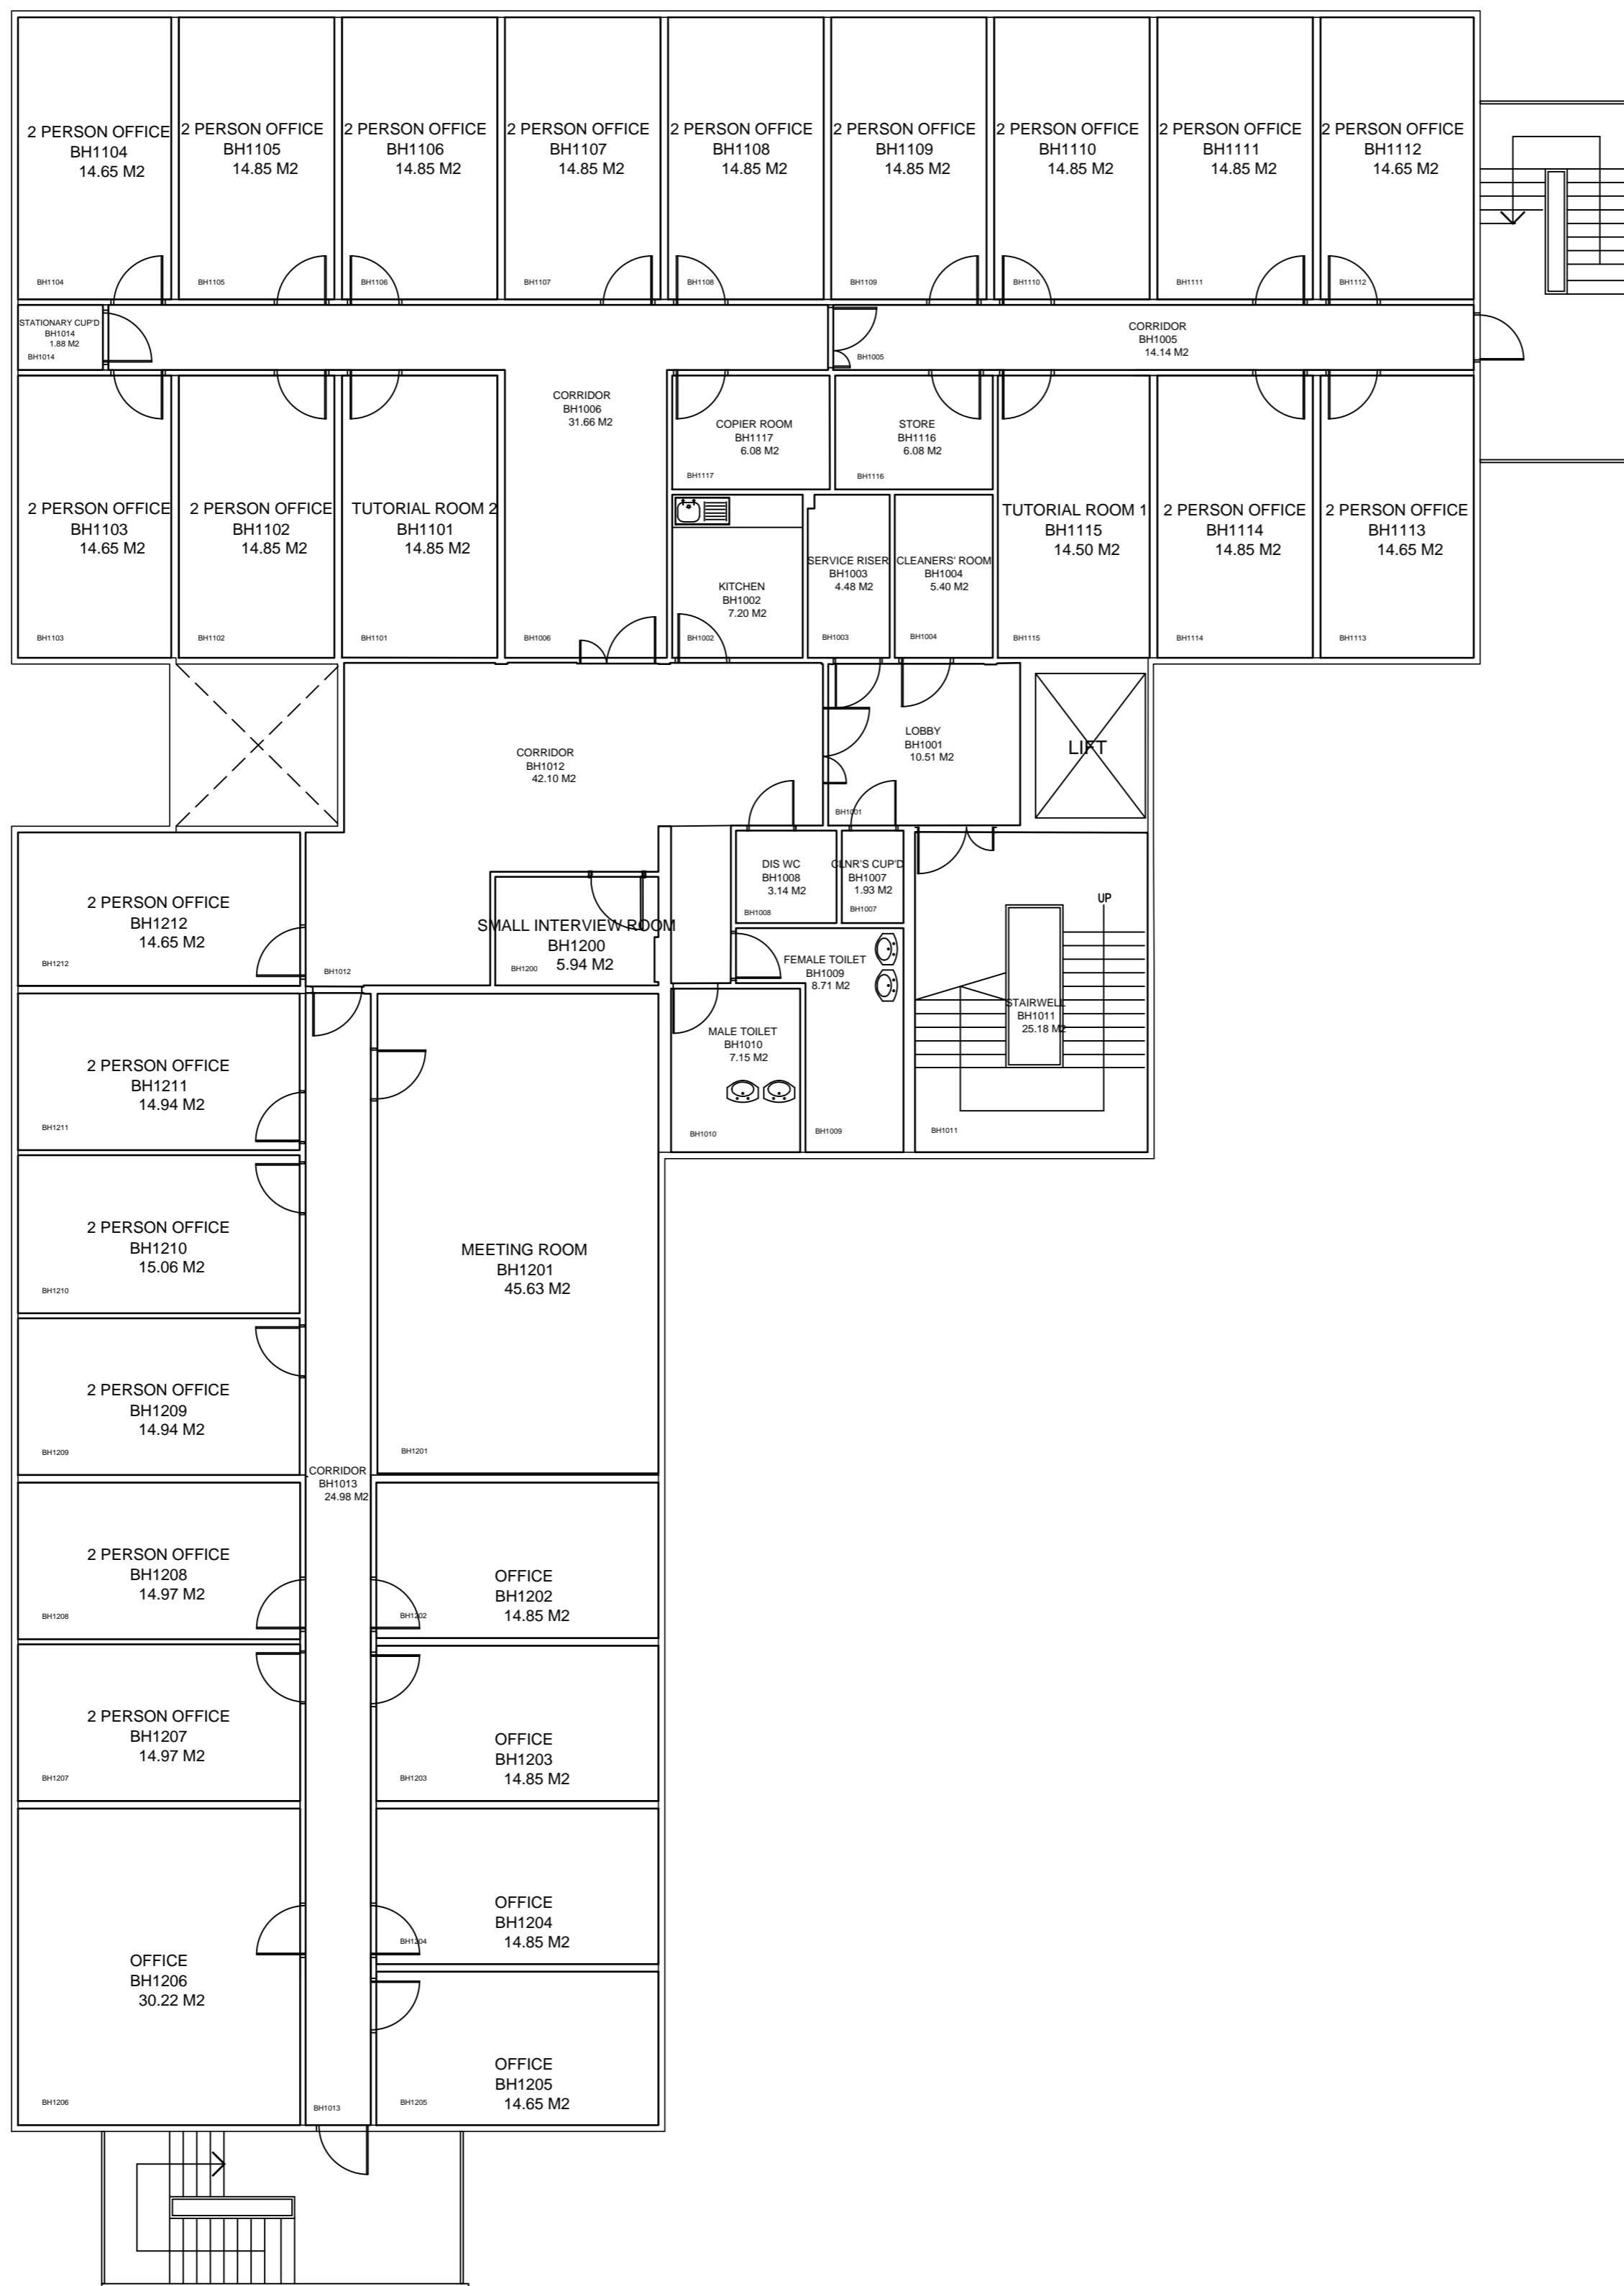 2 PERSON OFFICE
BH1104
14.65 M2
BH1104
2 PERSON OFFICE
BH1105
14.85 M2
BH1105
2 PERSON OFFICE
BH1106
14.85 M2
BH1106
2 PERSON OFFICE
BH1107
14.85 M2
BH1107
2 PERSON OFFICE
BH1108
14.85 M2
BH1108
2 PERSON OFFICE
BH1109
14.85 M2
BH1109
2 PERSON OFFICE
BH1110
14.85 M2
BH1110
2 PERSON OFFICE
BH1111
14.85 M2
BH1111
2 PERSON OFFICE
BH1112
14.65 M2
BH1112
STATIONARY CUP'D
BH1014
1.88 M2
BH1014
CORRIDOR
BH1005
14.14 M2
BH1005
CORRIDOR
BH1006
31.66 M2
BH1006
COPIER ROOM
BH1117
6.08 M2
BH1117
STORE
BH1116
6.08 M2
BH1116
2 PERSON OFFICE
BH1103
14.65 M2
BH1103
2 PERSON OFFICE
BH1102
14.85 M2
BH1102
TUTORIAL ROOM 2
BH1101
14.85 M2
BH1101
KITCHEN
BH1002
7.20 M2
BH1002
SERVICE RISER
BH1003
4.48 M2
BH1003
CLEANERS' ROOM
BH1004
5.40 M2
BH1004
TUTORIAL ROOM 1
BH1115
14.50 M2
BH1115
2 PERSON OFFICE
BH1114
14.85 M2
BH1114
2 PERSON OFFICE
BH1113
14.65 M2
BH1113
CORRIDOR
BH1012
42.10 M2
BH1012
LOBBY
BH1001
10.51 M2
BH1001
LIFT
DIS WC
BH1008
3.14 M2
BH1008
CLNR'S CUP'D
BH1007
1.93 M2
BH1007
2 PERSON OFFICE
BH1212
14.65 M2
BH1212
SMALL INTERVIEW ROOM
BH1200
5.94 M2
BH1200
FEMALE TOILET
BH1009
8.71 M2
BH1009
UP
STAIRWELL
BH1011
25.18 M2
BH1011
MALE TOILET
BH1010
7.15 M2
BH1010
2 PERSON OFFICE
BH1211
14.94 M2
BH1211
2 PERSON OFFICE
BH1210
15.06 M2
BH1210
MEETING ROOM
BH1201
45.63 M2
BH1201
2 PERSON OFFICE
BH1209
14.94 M2
BH1209
CORRIDOR
BH1013
24.98 M2
BH1013
2 PERSON OFFICE
BH1208
14.97 M2
BH1208
OFFICE
BH1202
14.85 M2
BH1202
2 PERSON OFFICE
BH1207
14.97 M2
BH1207
OFFICE
BH1203
14.85 M2
BH1203
OFFICE
BH1204
14.85 M2
BH1204
OFFICE
BH1206
30.22 M2
BH1206
OFFICE
BH1205
14.65 M2
BH1205